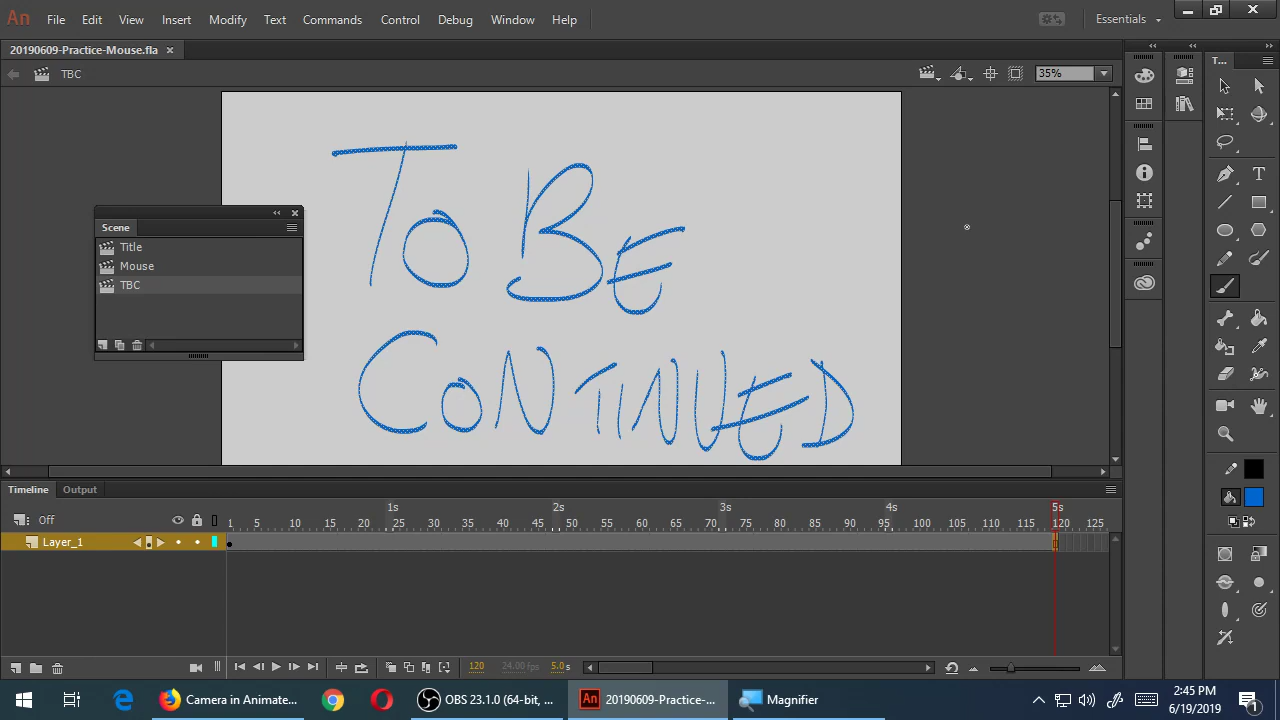 An File Edit View Insert Modify Text Commands Control Debug Window Help Essentials
20190609-Practice-Mouse.fla
TBC 35%
To BE
CONTINUED
Scene
Title
Mouse
TBC
T...
Timeline Output
1s 2s 3s 4s 5s
Off 1 5 10 15 20 25 30 35 40 45 50 55 60 65 70 75 80 85 90 95 100 105 110 115 120 125
Layer_1
120 24.00 fps 5.0 s
Camera in Animate... OBS 23.1.0 (64-bit, ... An 20190609-Practice-... Magnifier
2:45 PM
6/19/2019
1